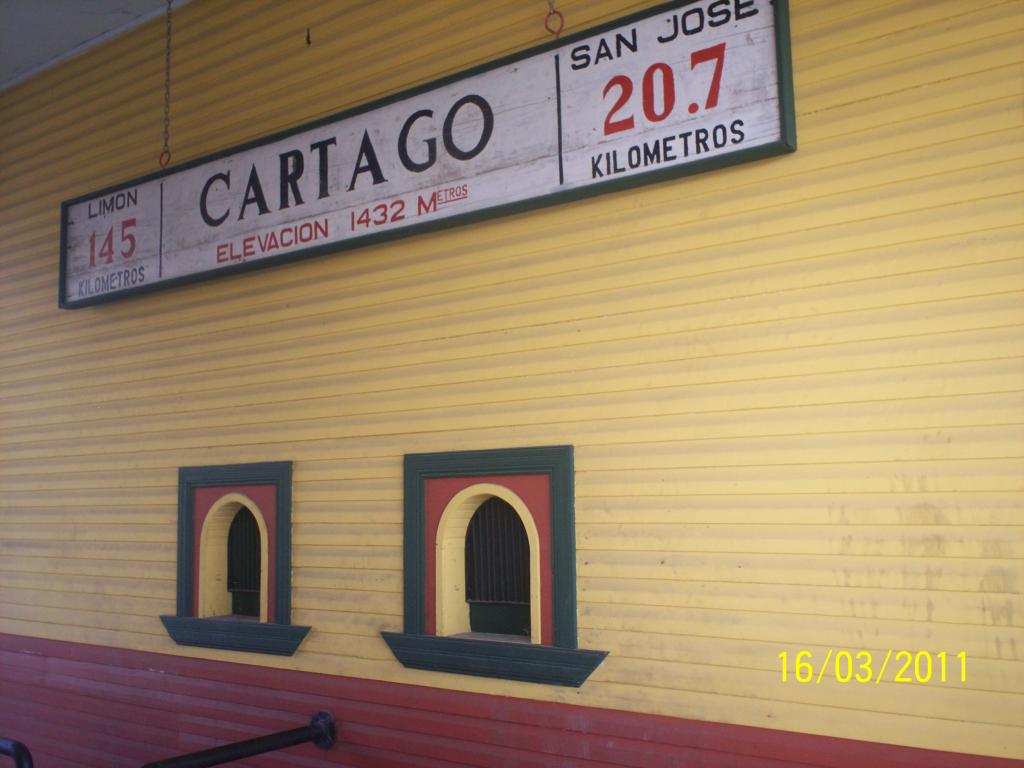 LIMON
145
KILOMETROS
CARTAGO
ELEVACION 1432 METROS
SAN JOSE
20.7
KILOMETROS
16/03/2011